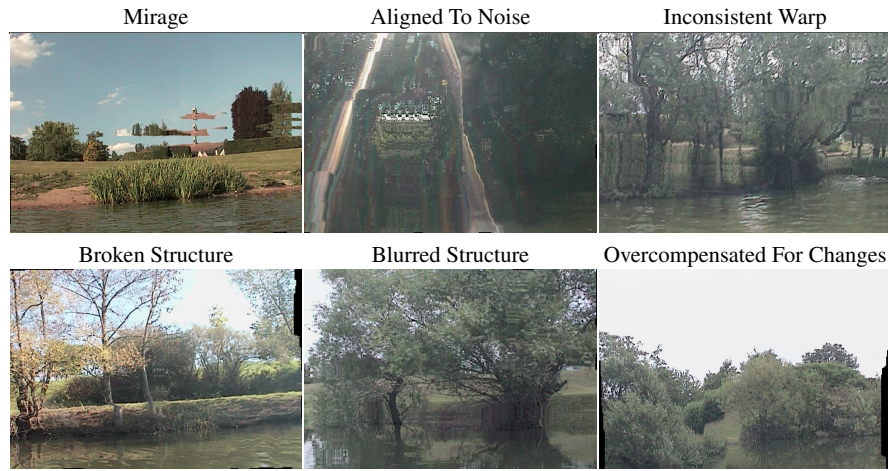 Mirage
Aligned To Noise
Inconsistent Warp
Broken Structure
Blurred Structure
Overcompensated For Changes